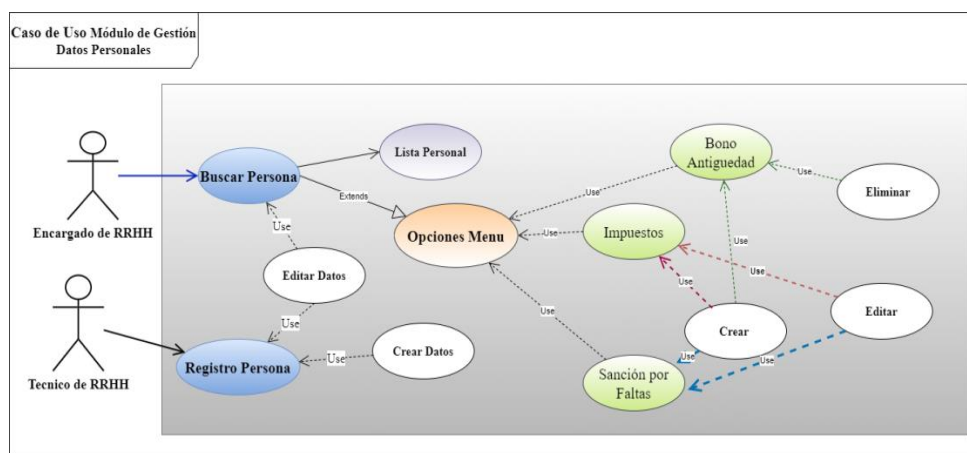 Caso de Uso Módulo de Gestión
Datos Personales
Lista Personal
Bono
Antiguedad
Buscar Persona
Use
Eliminar
Extends
Use
Encargado de RRHH
Use
Opciones Menu
Use
Impuestos
Use
Editar Datos
Use
Use
Use
Use
Crear
Editar
Use
Crear Datos
Use
Use
Registro Persona
Use
Sanción por
Faltas
Tecnico de RRHH